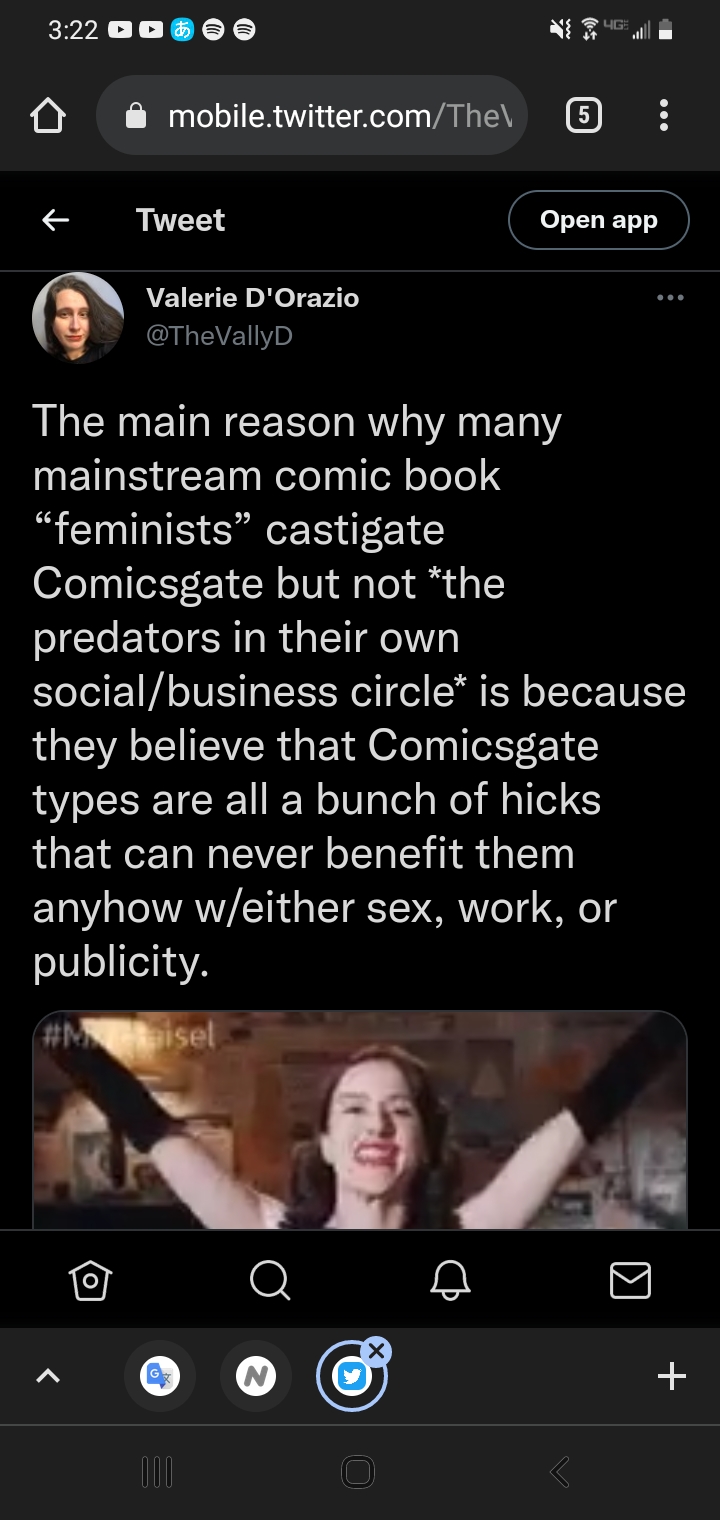 3:22
あ
4GE
mobile.twitter.com/The
5
Tweet
Open app
Valerie D'Orazio
@TheVallyD
The main reason why many
mainstream comic book
“feminists” castigate
Comicsgate but not *the
predators in their own
social/business circle* is because
they believe that Comicsgate
types are all a bunch of hicks
that can never benefit them
anyhow w/either sex, work, or
publicity.
G
N